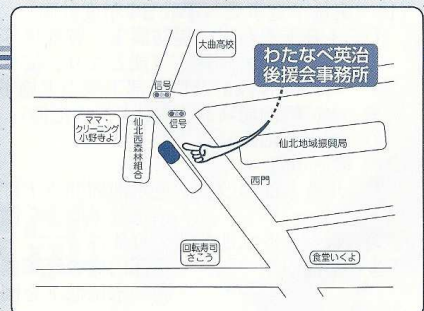 大曲高校
わたなべ英治
後援会事務所
信号
信号
ママ・
クリーニング
小野寺よ
仙北西森林組合
仙北地域振興局
西門
回転寿司
さこう
食堂いくよ